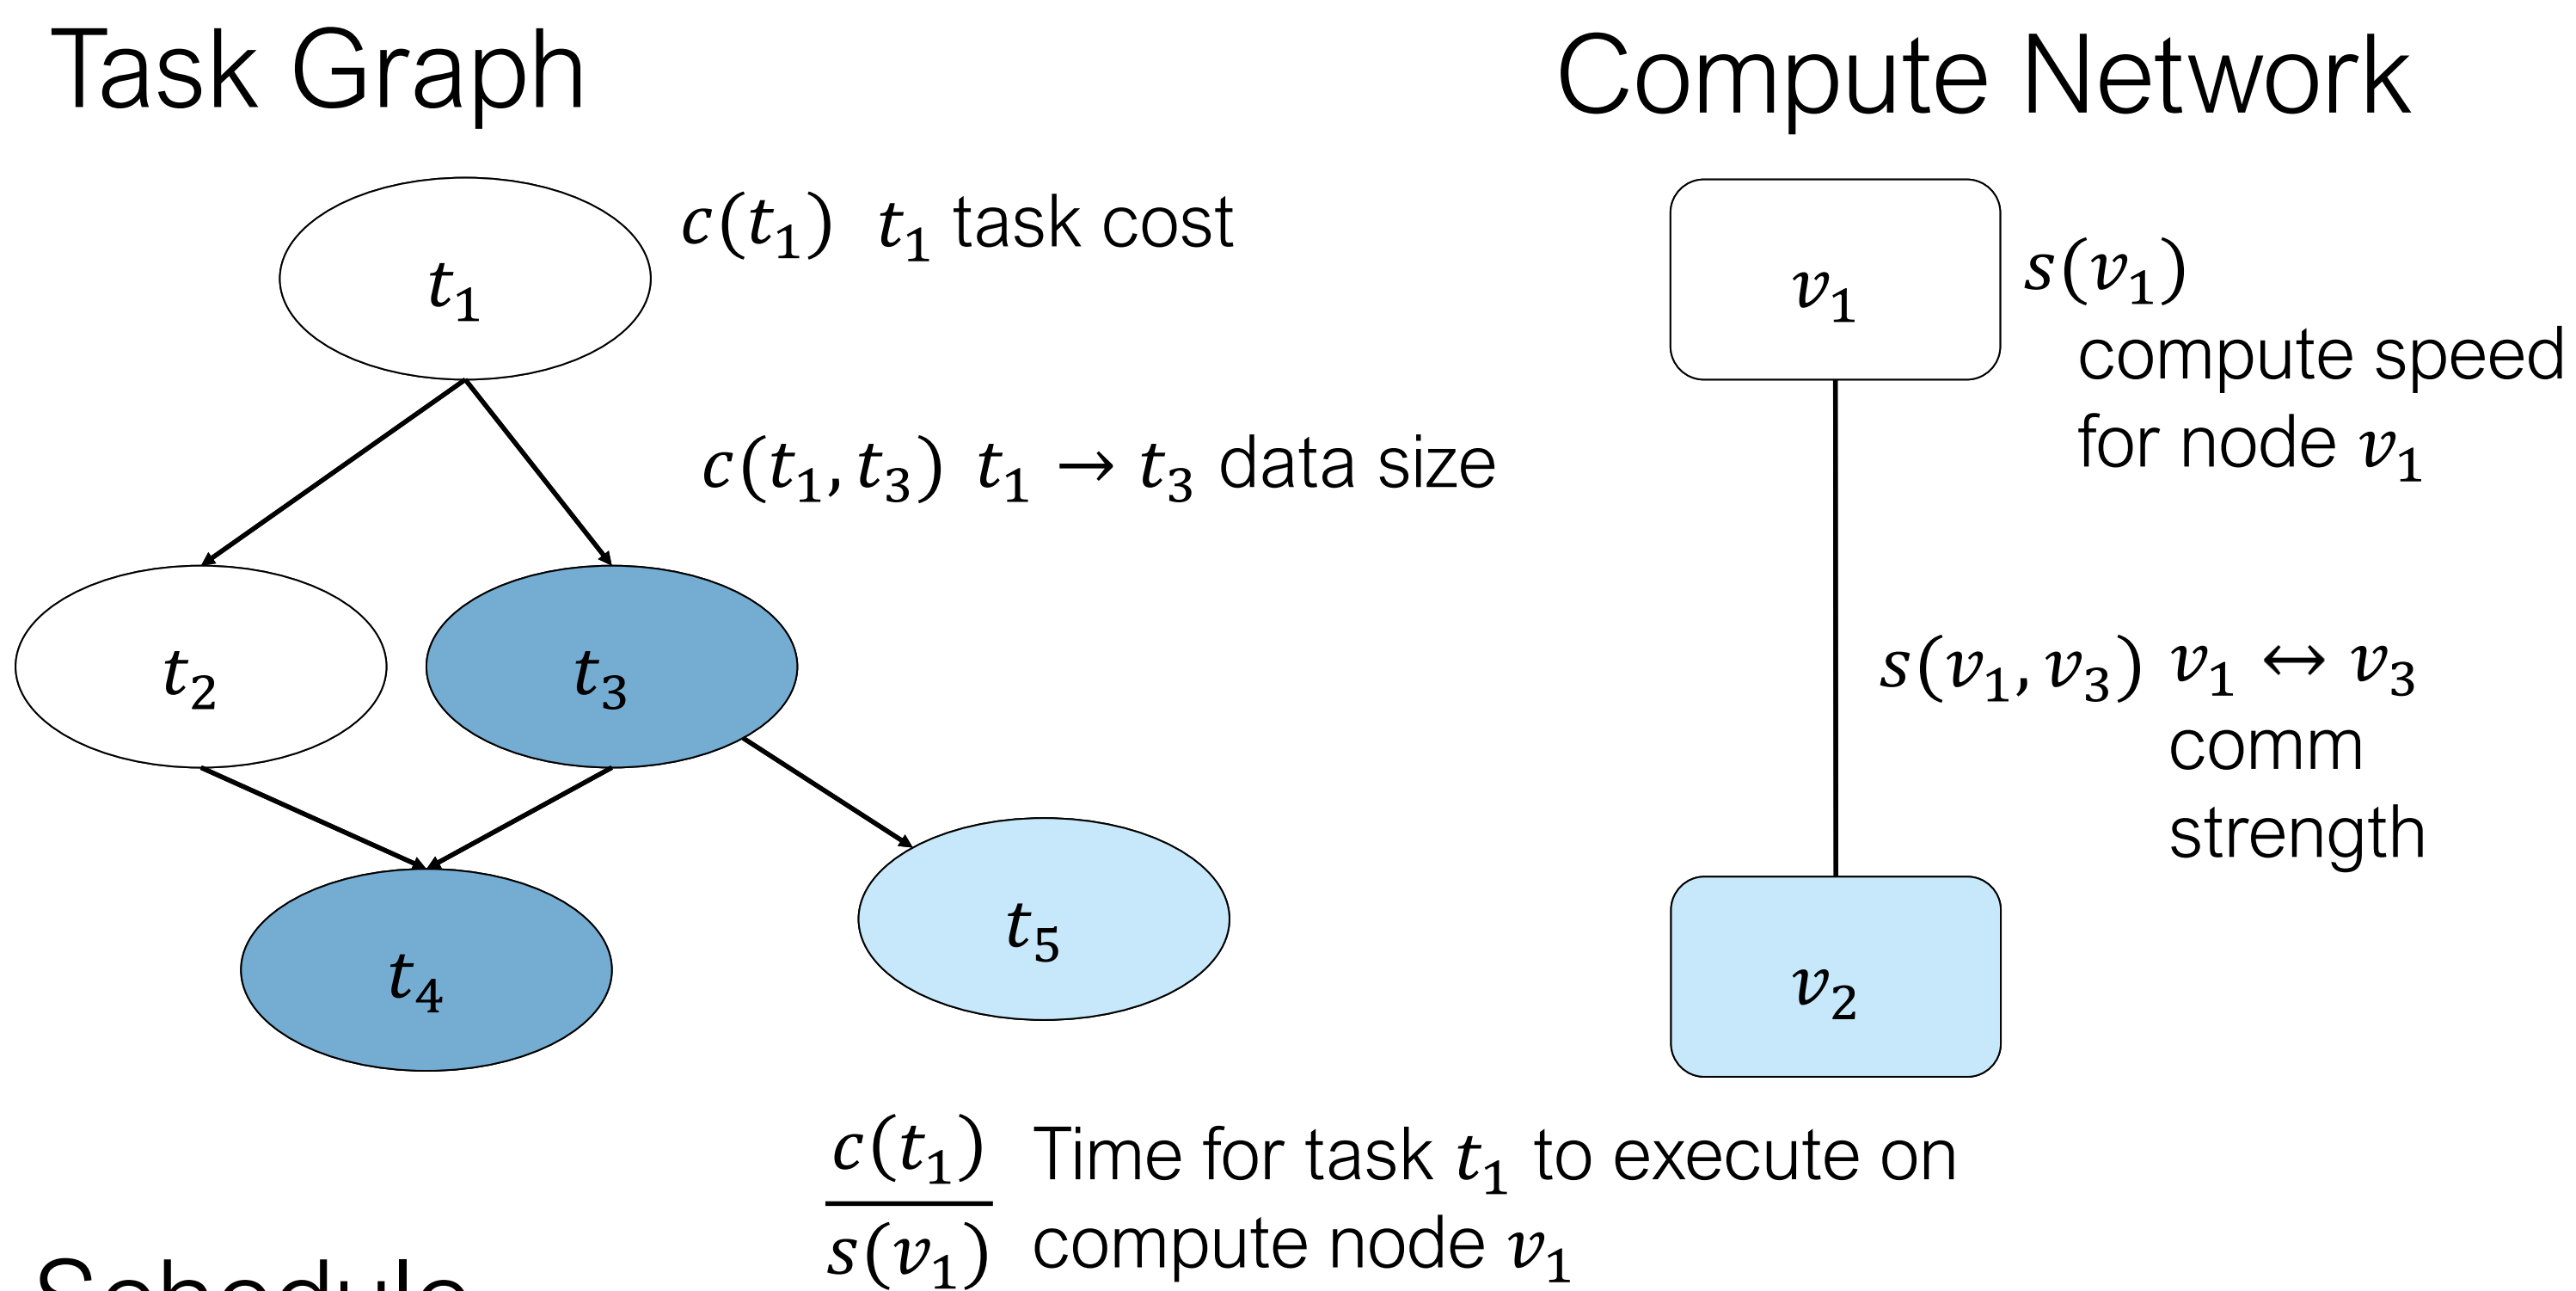 Task Graph
Compute Network
t₁
c(t₁) t₁ task cost
v₁
s(v₁)
compute speed
for node v₁
c(t₁, t₃) t₁ → t₃ data size
t₂
t₃
s(v₁, v₃) v₁ ↔ v₃
comm
strength
t₄
t₅
v₂
c(t₁)
s(v₁)
Time for task t₁ to execute on
compute node v₁
Schedule